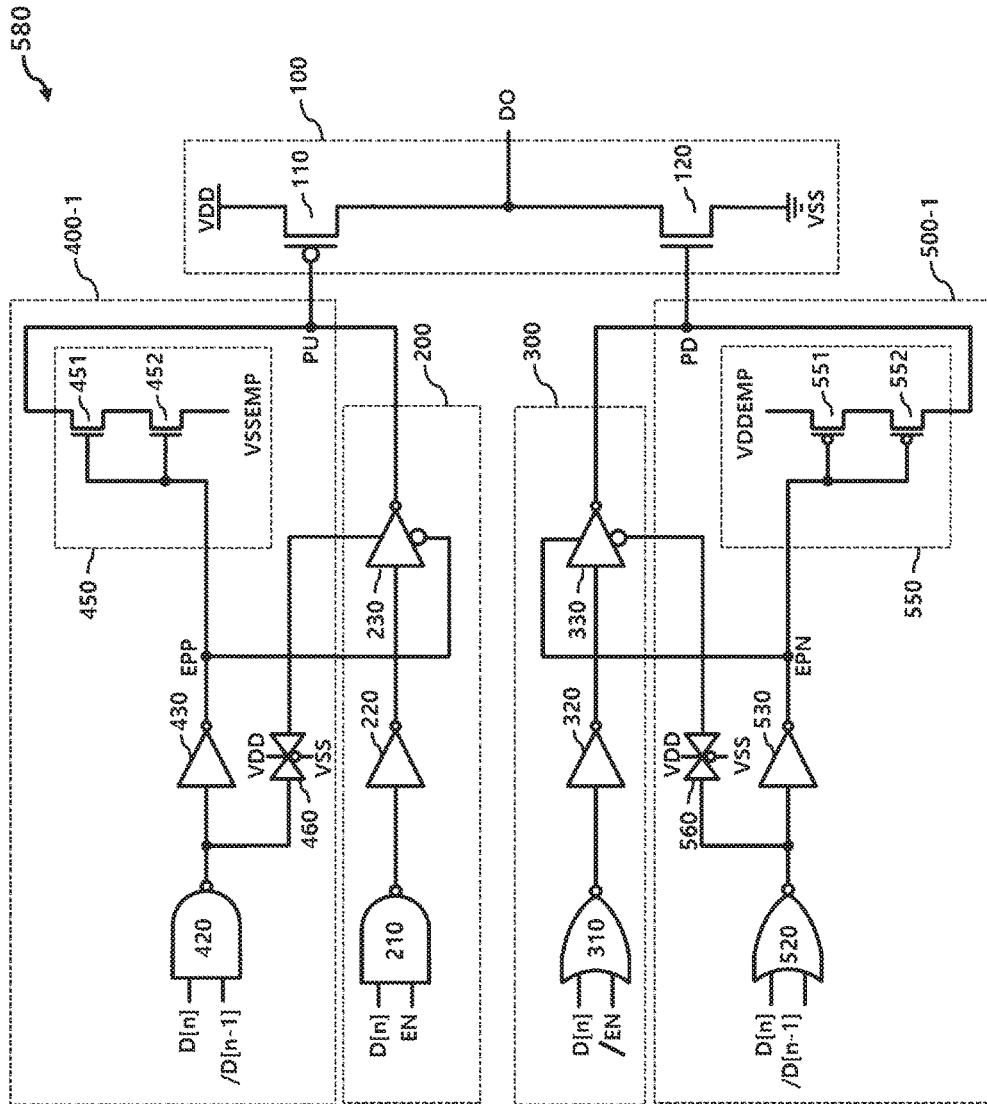 580
400-1
450
451
452
VSSEMP
EPP
430
VDD
VSS
460
420
D[n]
/D[n-1]
PU
200
230
220
210
D[n]
EN
100
VDD
110
DO
120
VSS
300
330
320
310
D[n]
/EN
PD
500-1
VDDEMP
551
552
550
EPN
530
VDD
VSS
560
520
D[n]
/D[n-1]